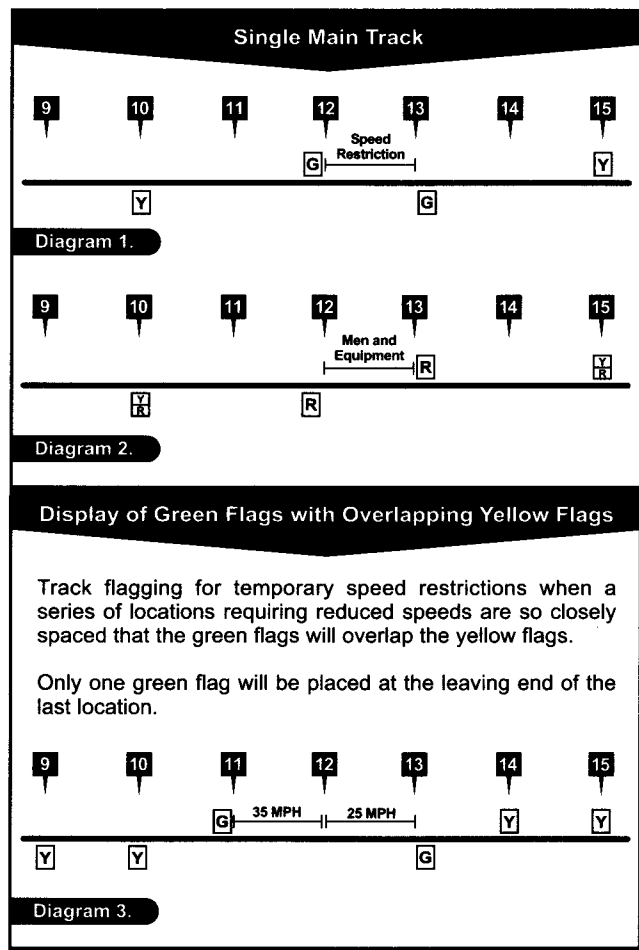 Single Main Track
9 10 11 12 13 14 15
Speed
Restriction
G Y
Y G
Diagram 1.
9 10 11 12 13 14 15
Men and
Equipment
R Y
R
Y
R R
Diagram 2.
Display of Green Flags with Overlapping Yellow Flags
Track flagging for temporary speed restrictions when a
series of locations requiring reduced speeds are so closely
spaced that the green flags will overlap the yellow flags.
Only one green flag will be placed at the leaving end of the
last location.
9 10 11 12 13 14 15
G 35 MPH 25 MPH Y Y
Y Y G
Diagram 3.